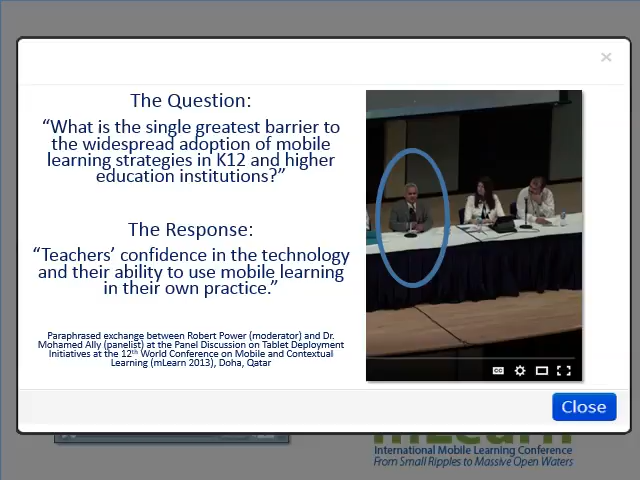 ×
The Question:
“What is the single greatest barrier to
the widespread adoption of mobile
learning strategies in K12 and higher
education institutions?”
The Response:
“Teachers’ confidence in the technology
and their ability to use mobile learning
in their own practice.”
Paraphrased exchange between Robert Power (moderator) and Dr.
Mohamed Ally (panelist) at the Panel Discussion on Tablet Deployment
Initiatives at the 12th World Conference on Mobile and Contextual
Learning (mLearn 2013), Doha, Qatar
CC
Close
mLearn
International Mobile Learning Conference
From Small Ripples to Massive Open Waters